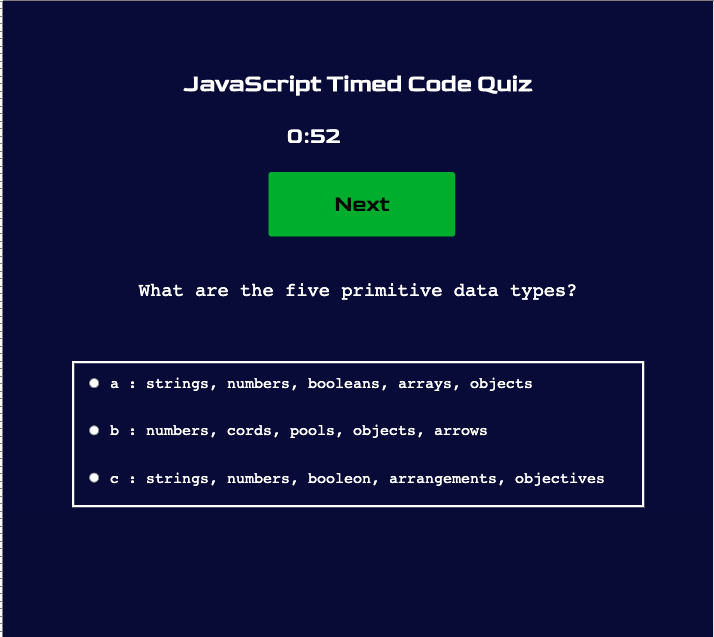 JavaScript Timed Code Quiz
0:52
Next
What are the five primitive data types?
a : strings, numbers, booleans, arrays, objects
b : numbers, cords, pools, objects, arrows
c : strings, numbers, booleon, arrangements, objectives